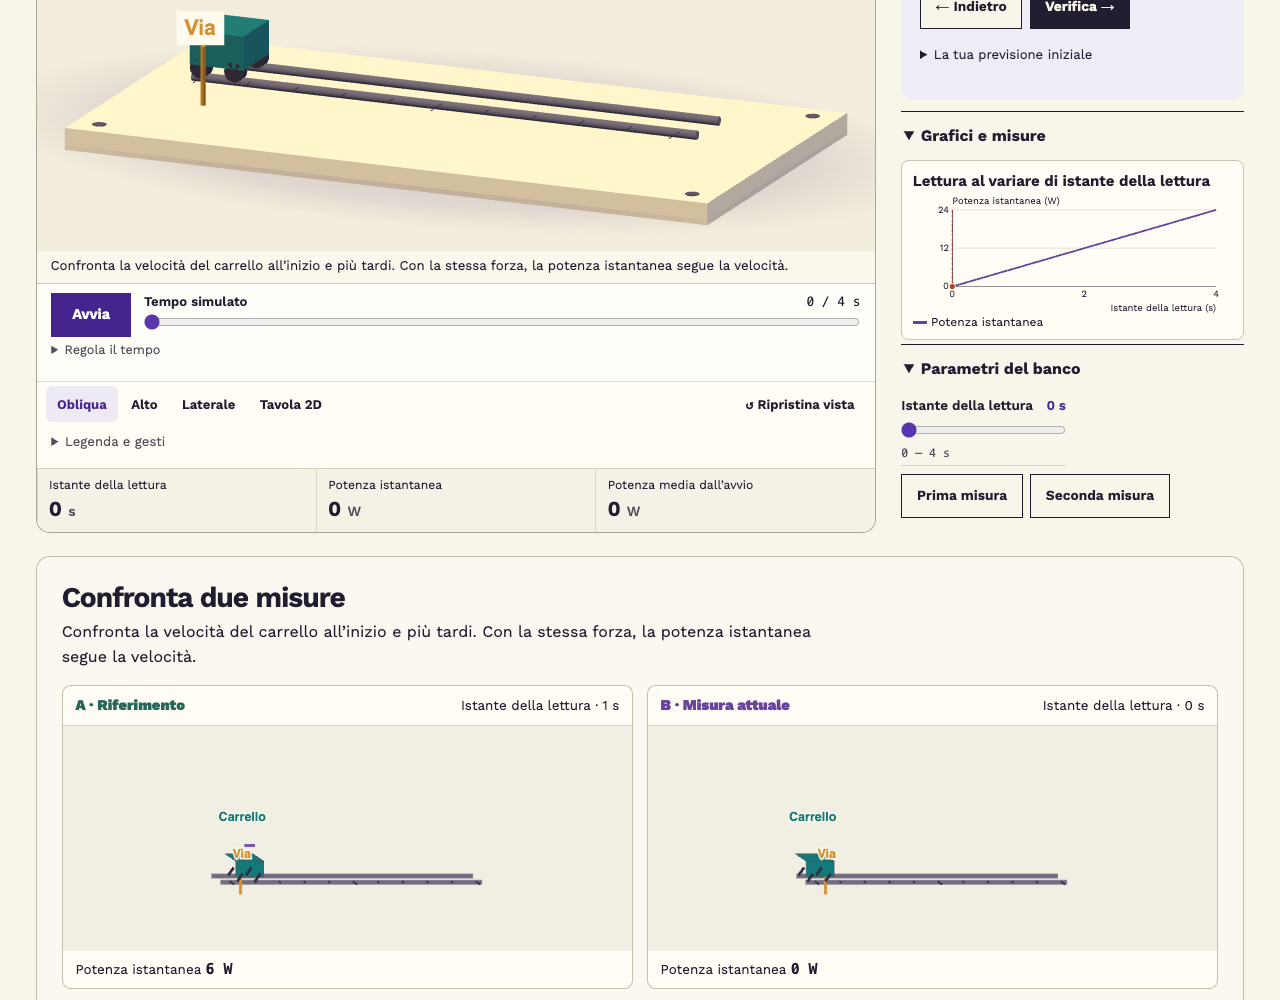 Via
← Indietro
Verifica →
▶ La tua previsione iniziale
▼ Grafici e misure
Lettura al variare di istante della lettura
Potenza istantanea (W)
24
12
0
0
2
4
Istante della lettura (s)
Potenza istantanea
Confronta la velocità del carrello all’inizio e più tardi. Con la stessa forza, la potenza istantanea segue la velocità.
Avvia
Tempo simulato
0 / 4 s
▶ Regola il tempo
Obliqua
Alto
Laterale
Tavola 2D
↺ Ripristina vista
▶ Legenda e gesti
Istante della lettura
0 s
Potenza istantanea
0 W
Potenza media dall’avvio
0 W
▼ Parametri del banco
Istante della lettura 0 s
0 – 4 s
Prima misura
Seconda misura
Confronta due misure
Confronta la velocità del carrello all’inizio e più tardi. Con la stessa forza, la potenza istantanea
segue la velocità.
A · Riferimento
Istante della lettura · 1 s
Carrello
Via
Potenza istantanea 6 W
B · Misura attuale
Istante della lettura · 0 s
Carrello
Via
Potenza istantanea 0 W